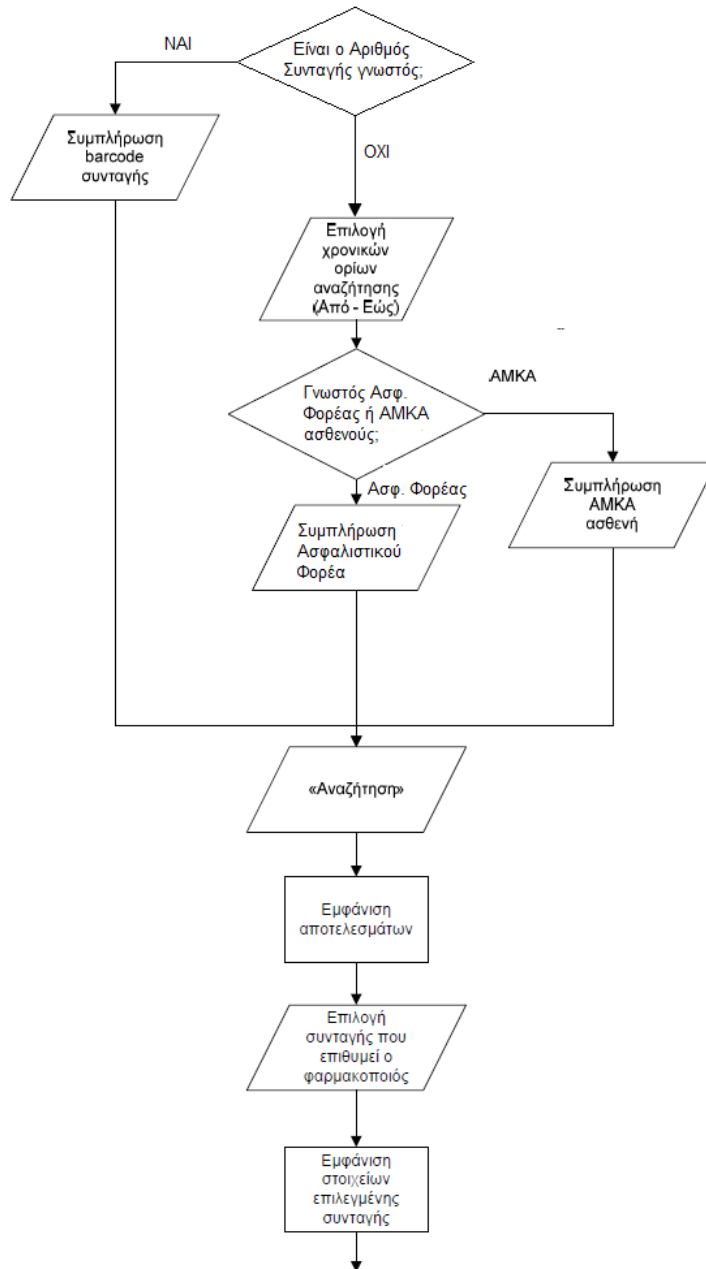 ΝΑΙ
Είναι ο Αριθμός
Συνταγής γνωστός;
Συμπλήρωση
barcode
συνταγής
ΟΧΙ
Επιλογή
χρονικών
ορίων
αναζήτησης
(Από - Εώς)
--
ΑΜΚΑ
Γνωστός Ασφ.
Φορέας ή ΑΜΚΑ
ασθενούς;
Ασφ. Φορέας
Συμπλήρωση
ΑΜΚΑ
ασθενή
Συμπλήρωση
Ασφαλιστικού
Φορέα
«Αναζήτηση»
Εμφάνιση
αποτελεσμάτων
Επιλογή
συνταγής που
επιθυμεί ο
φαρμακοποιός
Εμφάνιση
στοιχείων
επιλεγμένης
συνταγής